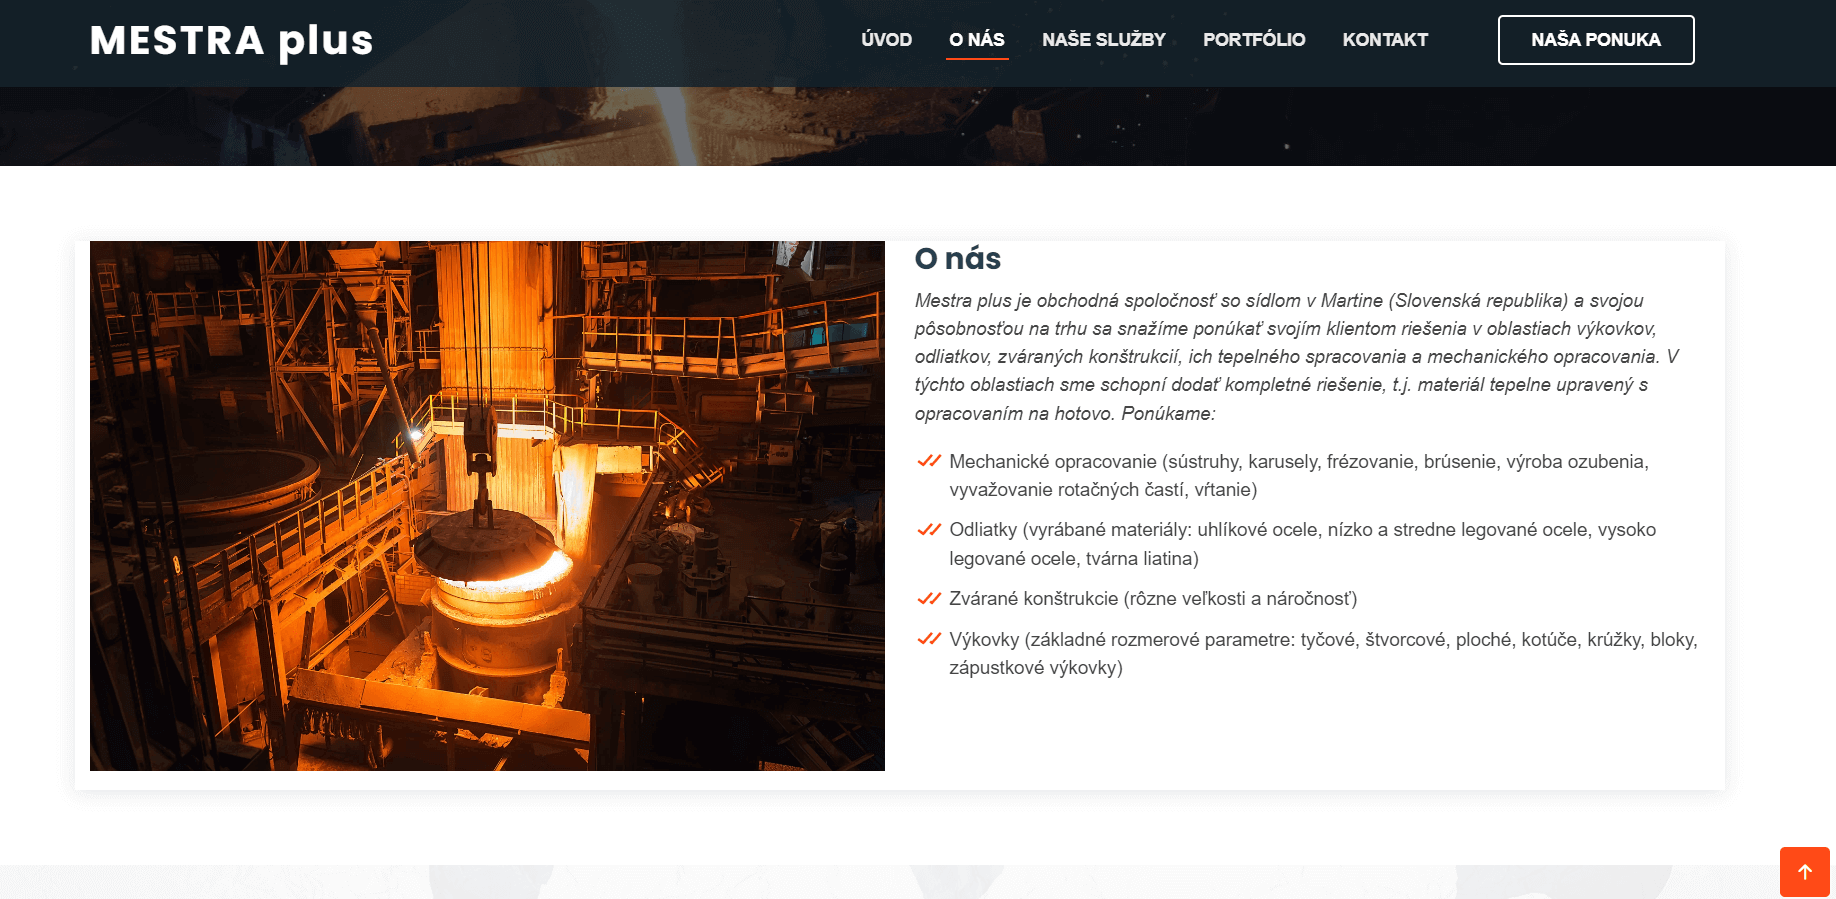 MESTRA plus
ÚVOD
O NÁS
NAŠE SLUŽBY
PORTFÓLIO
KONTAKT
NAŠA PONUKA
O nás
Mestra plus je obchodná spoločnosť so sídlom v Martine (Slovenská republika) a svojou
pôsobnosťou na trhu sa snažíme ponúkať svojím klientom riešenia v oblastiach výkovkov,
odliatkov, zváraných konštrukcií, ich tepelného spracovania a mechanického opracovania. V
týchto oblastiach sme schopní dodať kompletné riešenie, t.j. materiál tepelne upravený s
opracovaním na hotovo. Ponúkame:
Mechanické opracovanie (sústruhy, karusely, frézovanie, brúsenie, výroba ozubenia,
vyvažovanie rotačných častí, vŕtanie)
Odliatky (vyrábané materiály: uhlíkové ocele, nízko a stredne legované ocele, vysoko
legované ocele, tvárna liatina)
Zvárané konštrukcie (rôzne veľkosti a náročnosť)
Výkovky (základné rozmerové parametre: tyčové, štvorcové, ploché, kotúče, krúžky, bloky,
zápustkové výkovky)